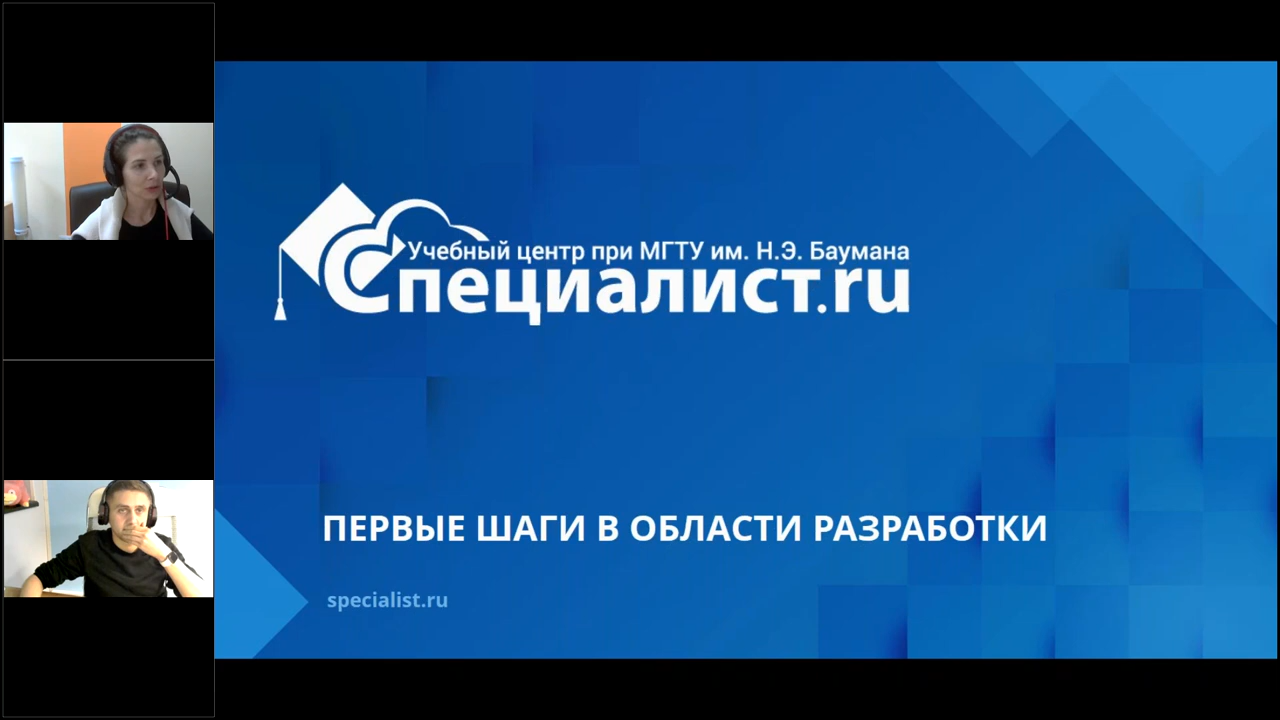 Учебный центр при МГТУ им. Н.Э. Баумана
Специалист.ru
ПЕРВЫЕ ШАГИ В ОБЛАСТИ РАЗРАБОТКИ
specialist.ru